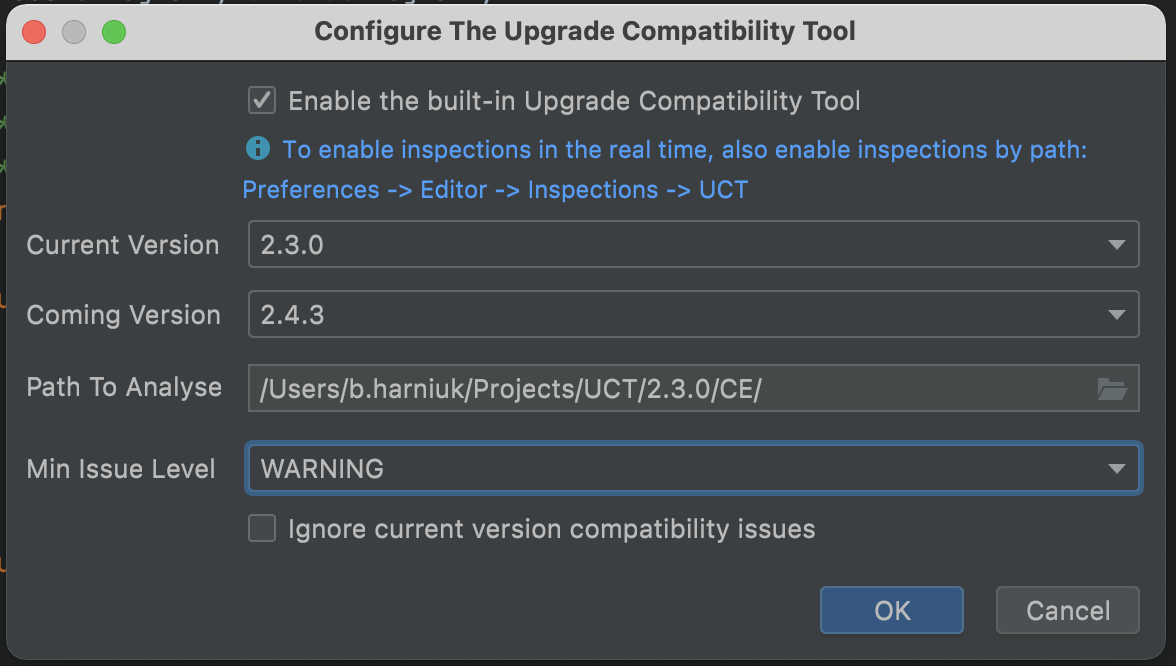 Configure The Upgrade Compatibility Tool
Enable the built-in Upgrade Compatibility Tool
To enable inspections in the real time, also enable inspections by path:
Preferences -> Editor -> Inspections -> UCT
Current Version 2.3.0
Coming Version 2.4.3
Path To Analyse /Users/b.harniuk/Projects/UCT/2.3.0/CE/
Min Issue Level WARNING
Ignore current version compatibility issues
OK Cancel